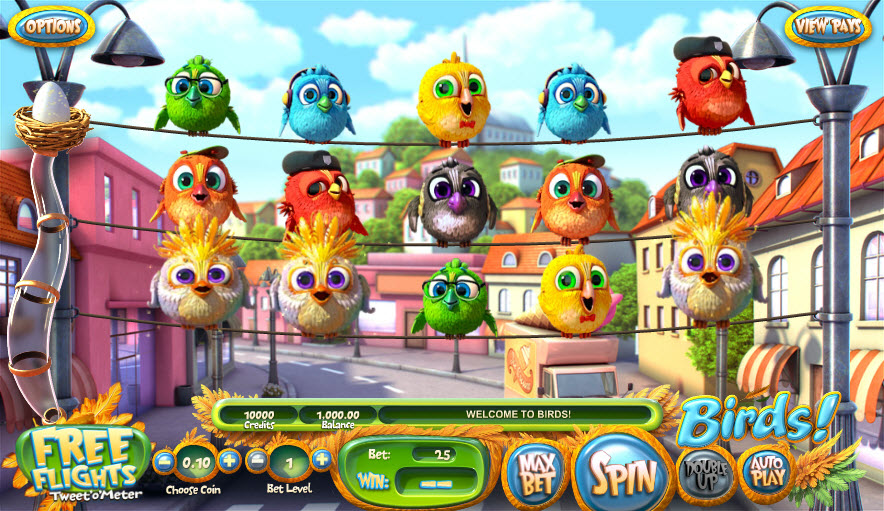 OPTIONS
VIEW PAYS
10000
Credits
1,000.00
Balance
WELCOME TO BIRDS!
Birds!
FREE
FLIGHTS
Tweet'o'Meter
0.10
Choose Coin
1
Bet Level
Bet: 25
WIN:
MAX
BET
SPIN
DOUBLE
UP
AUTO
PLAY